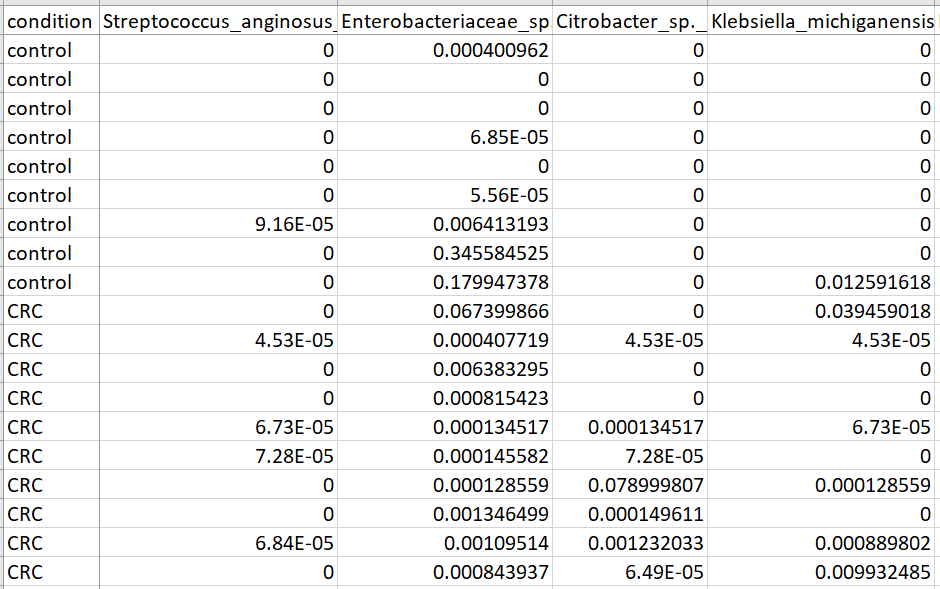 condition Streptococcus_anginosus_ Enterobacteriaceae_sp Citrobacter_sp._ Klebsiella_michiganensis
control 0 0.000400962 0 0
control 0 0 0 0
control 0 0 0 0
control 0 6.85E-05 0 0
control 0 0 0 0
control 0 5.56E-05 0 0
control 9.16E-05 0.006413193 0 0
control 0 0.345584525 0 0
control 0 0.179947378 0 0.012591618
CRC 0 0.067399866 0 0.039459018
CRC 4.53E-05 0.000407719 4.53E-05 4.53E-05
CRC 0 0.006383295 0 0
CRC 0 0.000815423 0 0
CRC 6.73E-05 0.000134517 0.000134517 6.73E-05
CRC 7.28E-05 0.000145582 7.28E-05 0
CRC 0 0.000128559 0.078999807 0.000128559
CRC 0 0.001346499 0.000149611 0
CRC 6.84E-05 0.00109514 0.001232033 0.000889802
CRC 0 0.000843937 6.49E-05 0.009932485